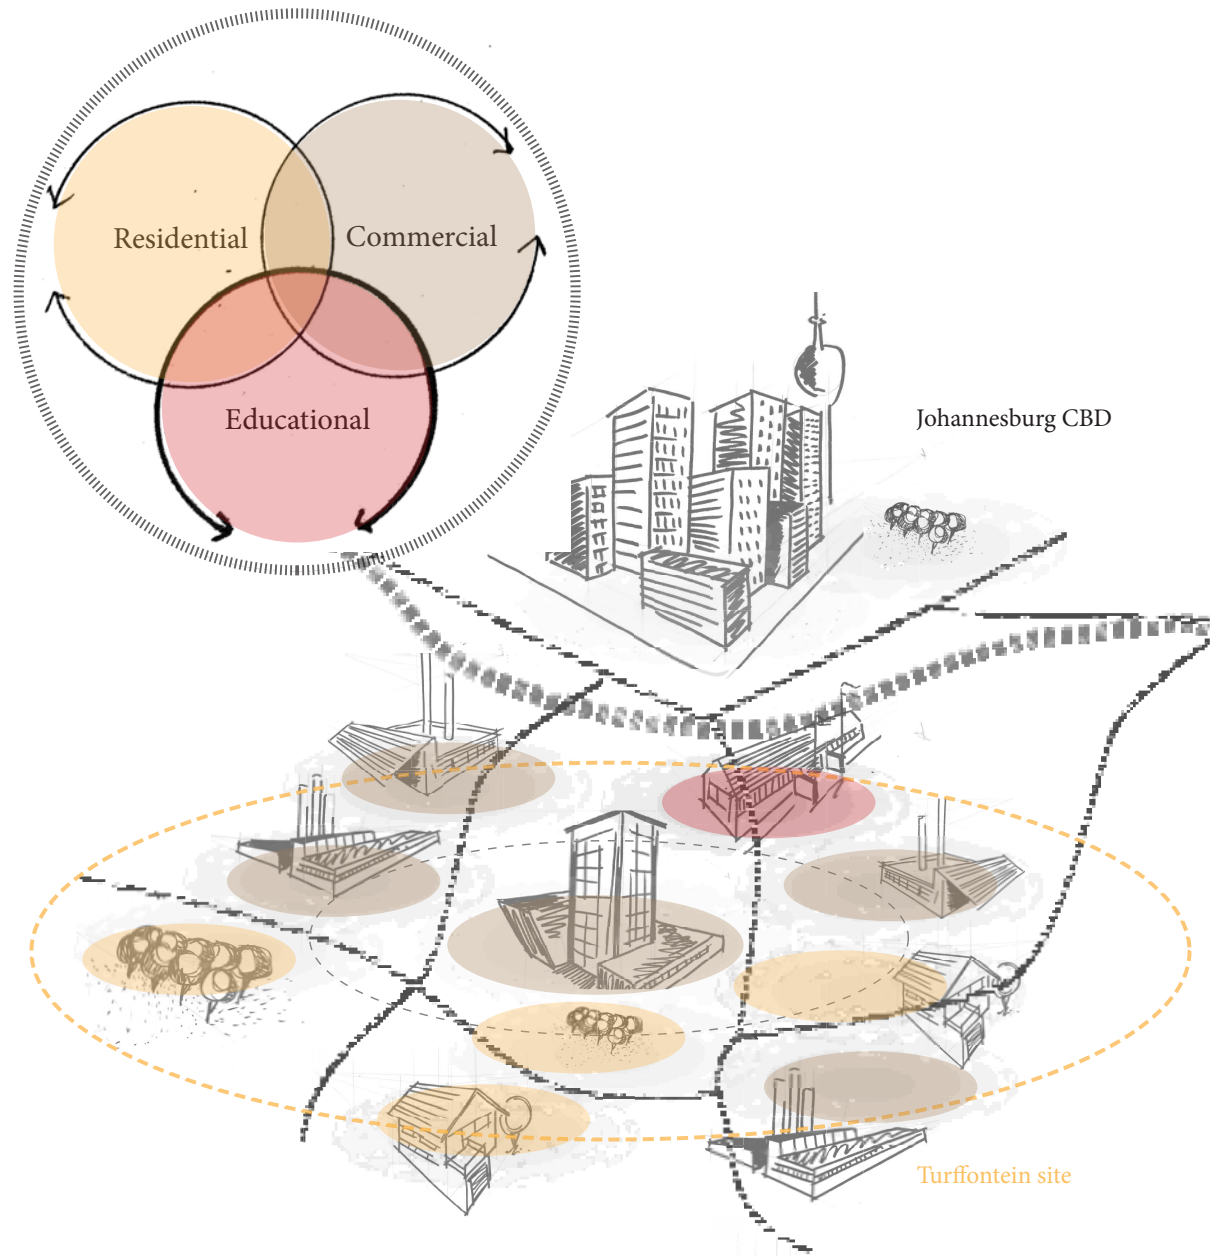 Residential
Commercial
Educational
Johannesburg CBD
Turffontein site